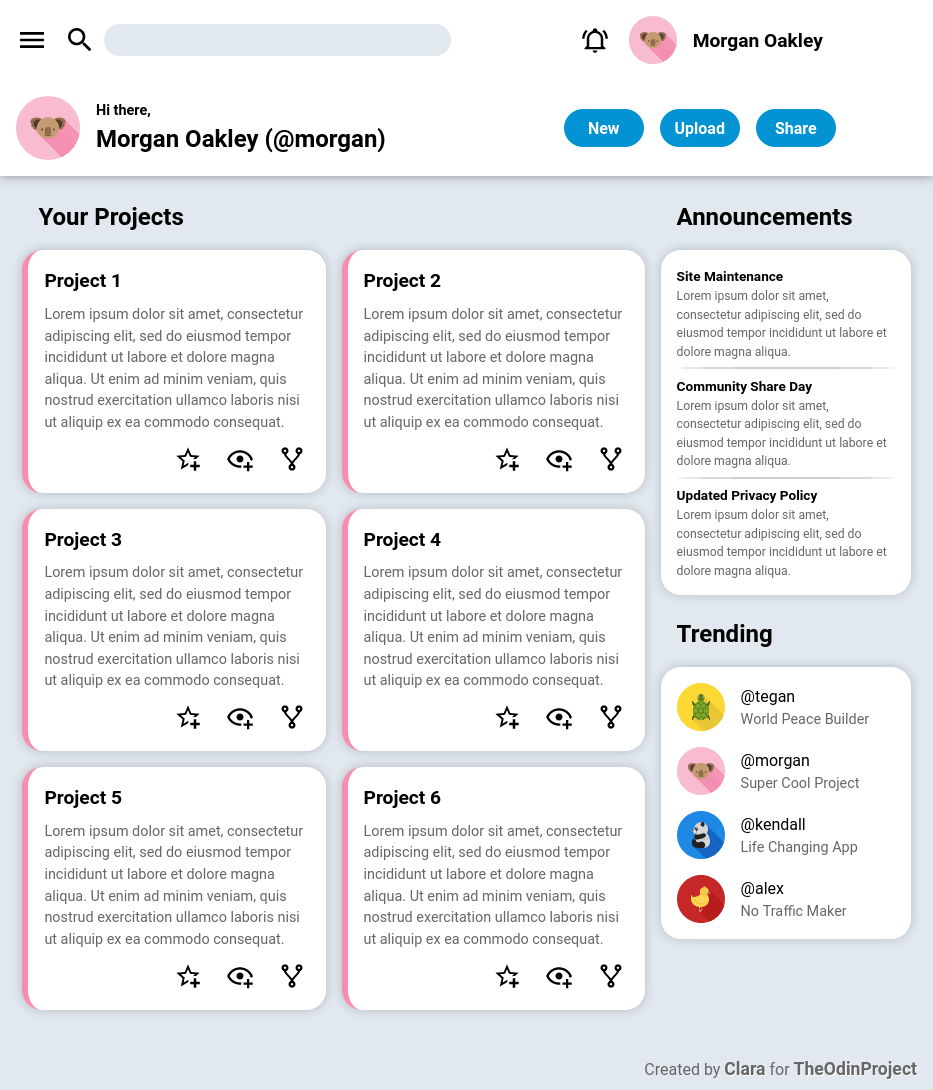 Morgan Oakley
Hi there,
Morgan Oakley (@morgan)
New
Upload
Share
Your Projects
Project 1
Lorem ipsum dolor sit amet, consectetur
adipiscing elit, sed do eiusmod tempor
incididunt ut labore et dolore magna
aliqua. Ut enim ad minim veniam, quis
nostrud exercitation ullamco laboris nisi
ut aliquip ex ea commodo consequat.
Project 2
Lorem ipsum dolor sit amet, consectetur
adipiscing elit, sed do eiusmod tempor
incididunt ut labore et dolore magna
aliqua. Ut enim ad minim veniam, quis
nostrud exercitation ullamco laboris nisi
ut aliquip ex ea commodo consequat.
Project 3
Lorem ipsum dolor sit amet, consectetur
adipiscing elit, sed do eiusmod tempor
incididunt ut labore et dolore magna
aliqua. Ut enim ad minim veniam, quis
nostrud exercitation ullamco laboris nisi
ut aliquip ex ea commodo consequat.
Project 4
Lorem ipsum dolor sit amet, consectetur
adipiscing elit, sed do eiusmod tempor
incididunt ut labore et dolore magna
aliqua. Ut enim ad minim veniam, quis
nostrud exercitation ullamco laboris nisi
ut aliquip ex ea commodo consequat.
Project 5
Lorem ipsum dolor sit amet, consectetur
adipiscing elit, sed do eiusmod tempor
incididunt ut labore et dolore magna
aliqua. Ut enim ad minim veniam, quis
nostrud exercitation ullamco laboris nisi
ut aliquip ex ea commodo consequat.
Project 6
Lorem ipsum dolor sit amet, consectetur
adipiscing elit, sed do eiusmod tempor
incididunt ut labore et dolore magna
aliqua. Ut enim ad minim veniam, quis
nostrud exercitation ullamco laboris nisi
ut aliquip ex ea commodo consequat.
Announcements
Site Maintenance
Lorem ipsum dolor sit amet,
consectetur adipiscing elit, sed do
eiusmod tempor incididunt ut labore et
dolore magna aliqua.
Community Share Day
Lorem ipsum dolor sit amet,
consectetur adipiscing elit, sed do
eiusmod tempor incididunt ut labore et
dolore magna aliqua.
Updated Privacy Policy
Lorem ipsum dolor sit amet,
consectetur adipiscing elit, sed do
eiusmod tempor incididunt ut labore et
dolore magna aliqua.
Trending
@tegan
World Peace Builder
@morgan
Super Cool Project
@kendall
Life Changing App
@alex
No Traffic Maker
Created by Clara for TheOdinProject